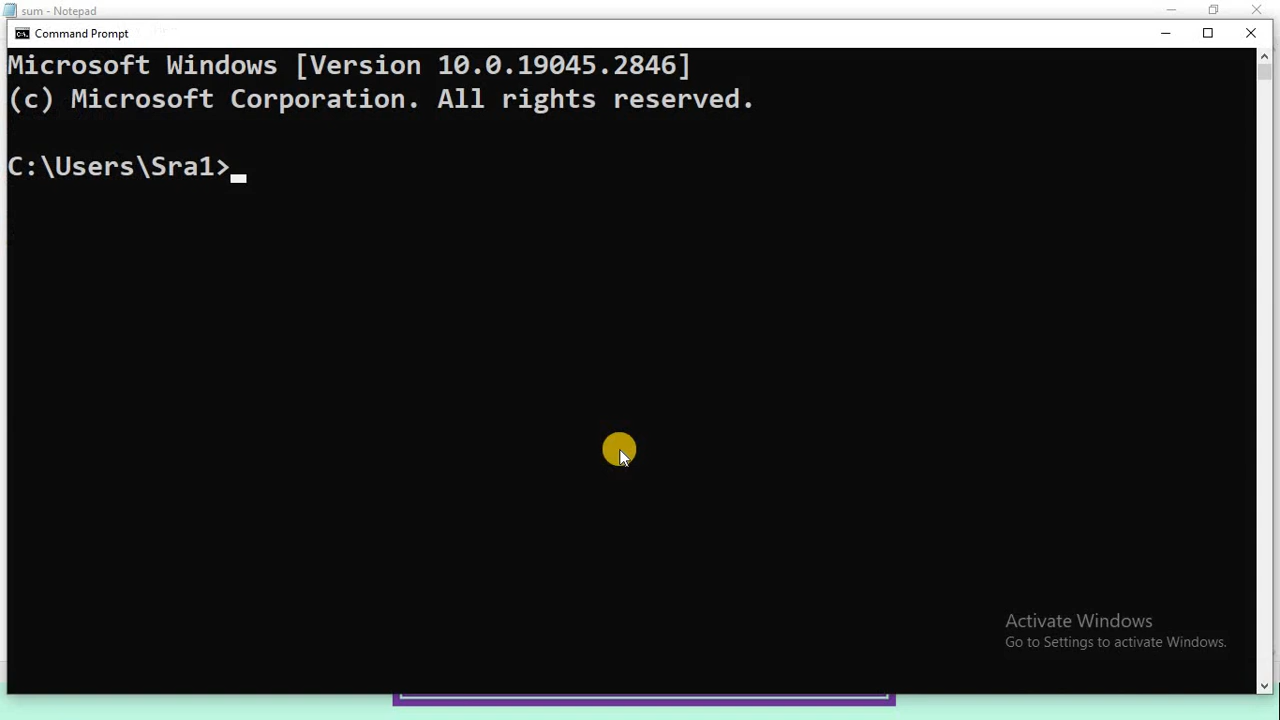 sum - Notepad
Command Prompt
Microsoft Windows [Version 10.0.19045.2846]
(c) Microsoft Corporation. All rights reserved.
C:\Users\Sra1>
Activate Windows
Go to Settings to activate Windows.